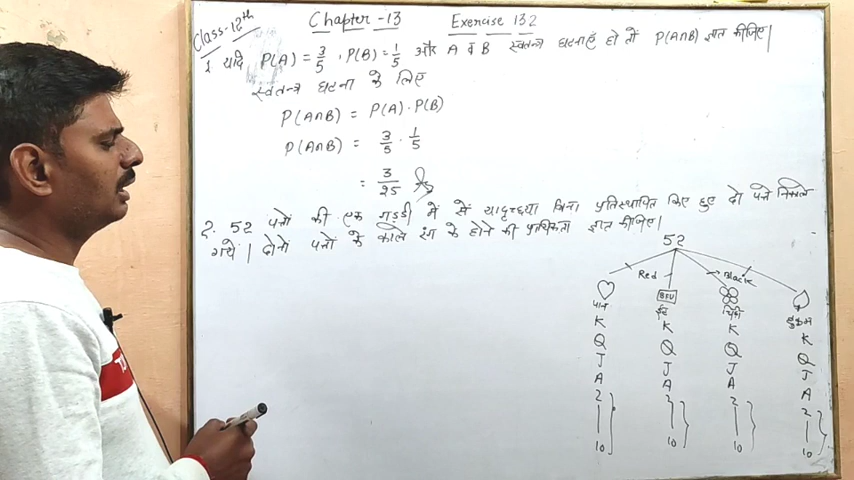 Class-12th
Chapter -13 Exercise 13.2
1 यदि P(A) = 3/5 , P(B) = 1/5 और A व B स्वतन्त्र घटनाएँ हो तो P(A∩B) ज्ञात कीजिए|
स्वतन्त्र घटना के लिए
P(A∩B) = P(A) . P(B)
P(A∩B) = 3/5 . 1/5
= 3/25
2. 52 पत्तों की एक गड्डी में से यादृच्छया बिना प्रतिस्थापित किए हुए दो पत्ते निकाले
गये | दोनों पत्तों के काले रंग के होने की प्रायिकता ज्ञात कीजिए|
52
Red Black
पान ईंट चिड़ी हुकुम
K K K K
Q Q Q Q
J J J J
A A A A
2 2 2 2
10 10 10 10